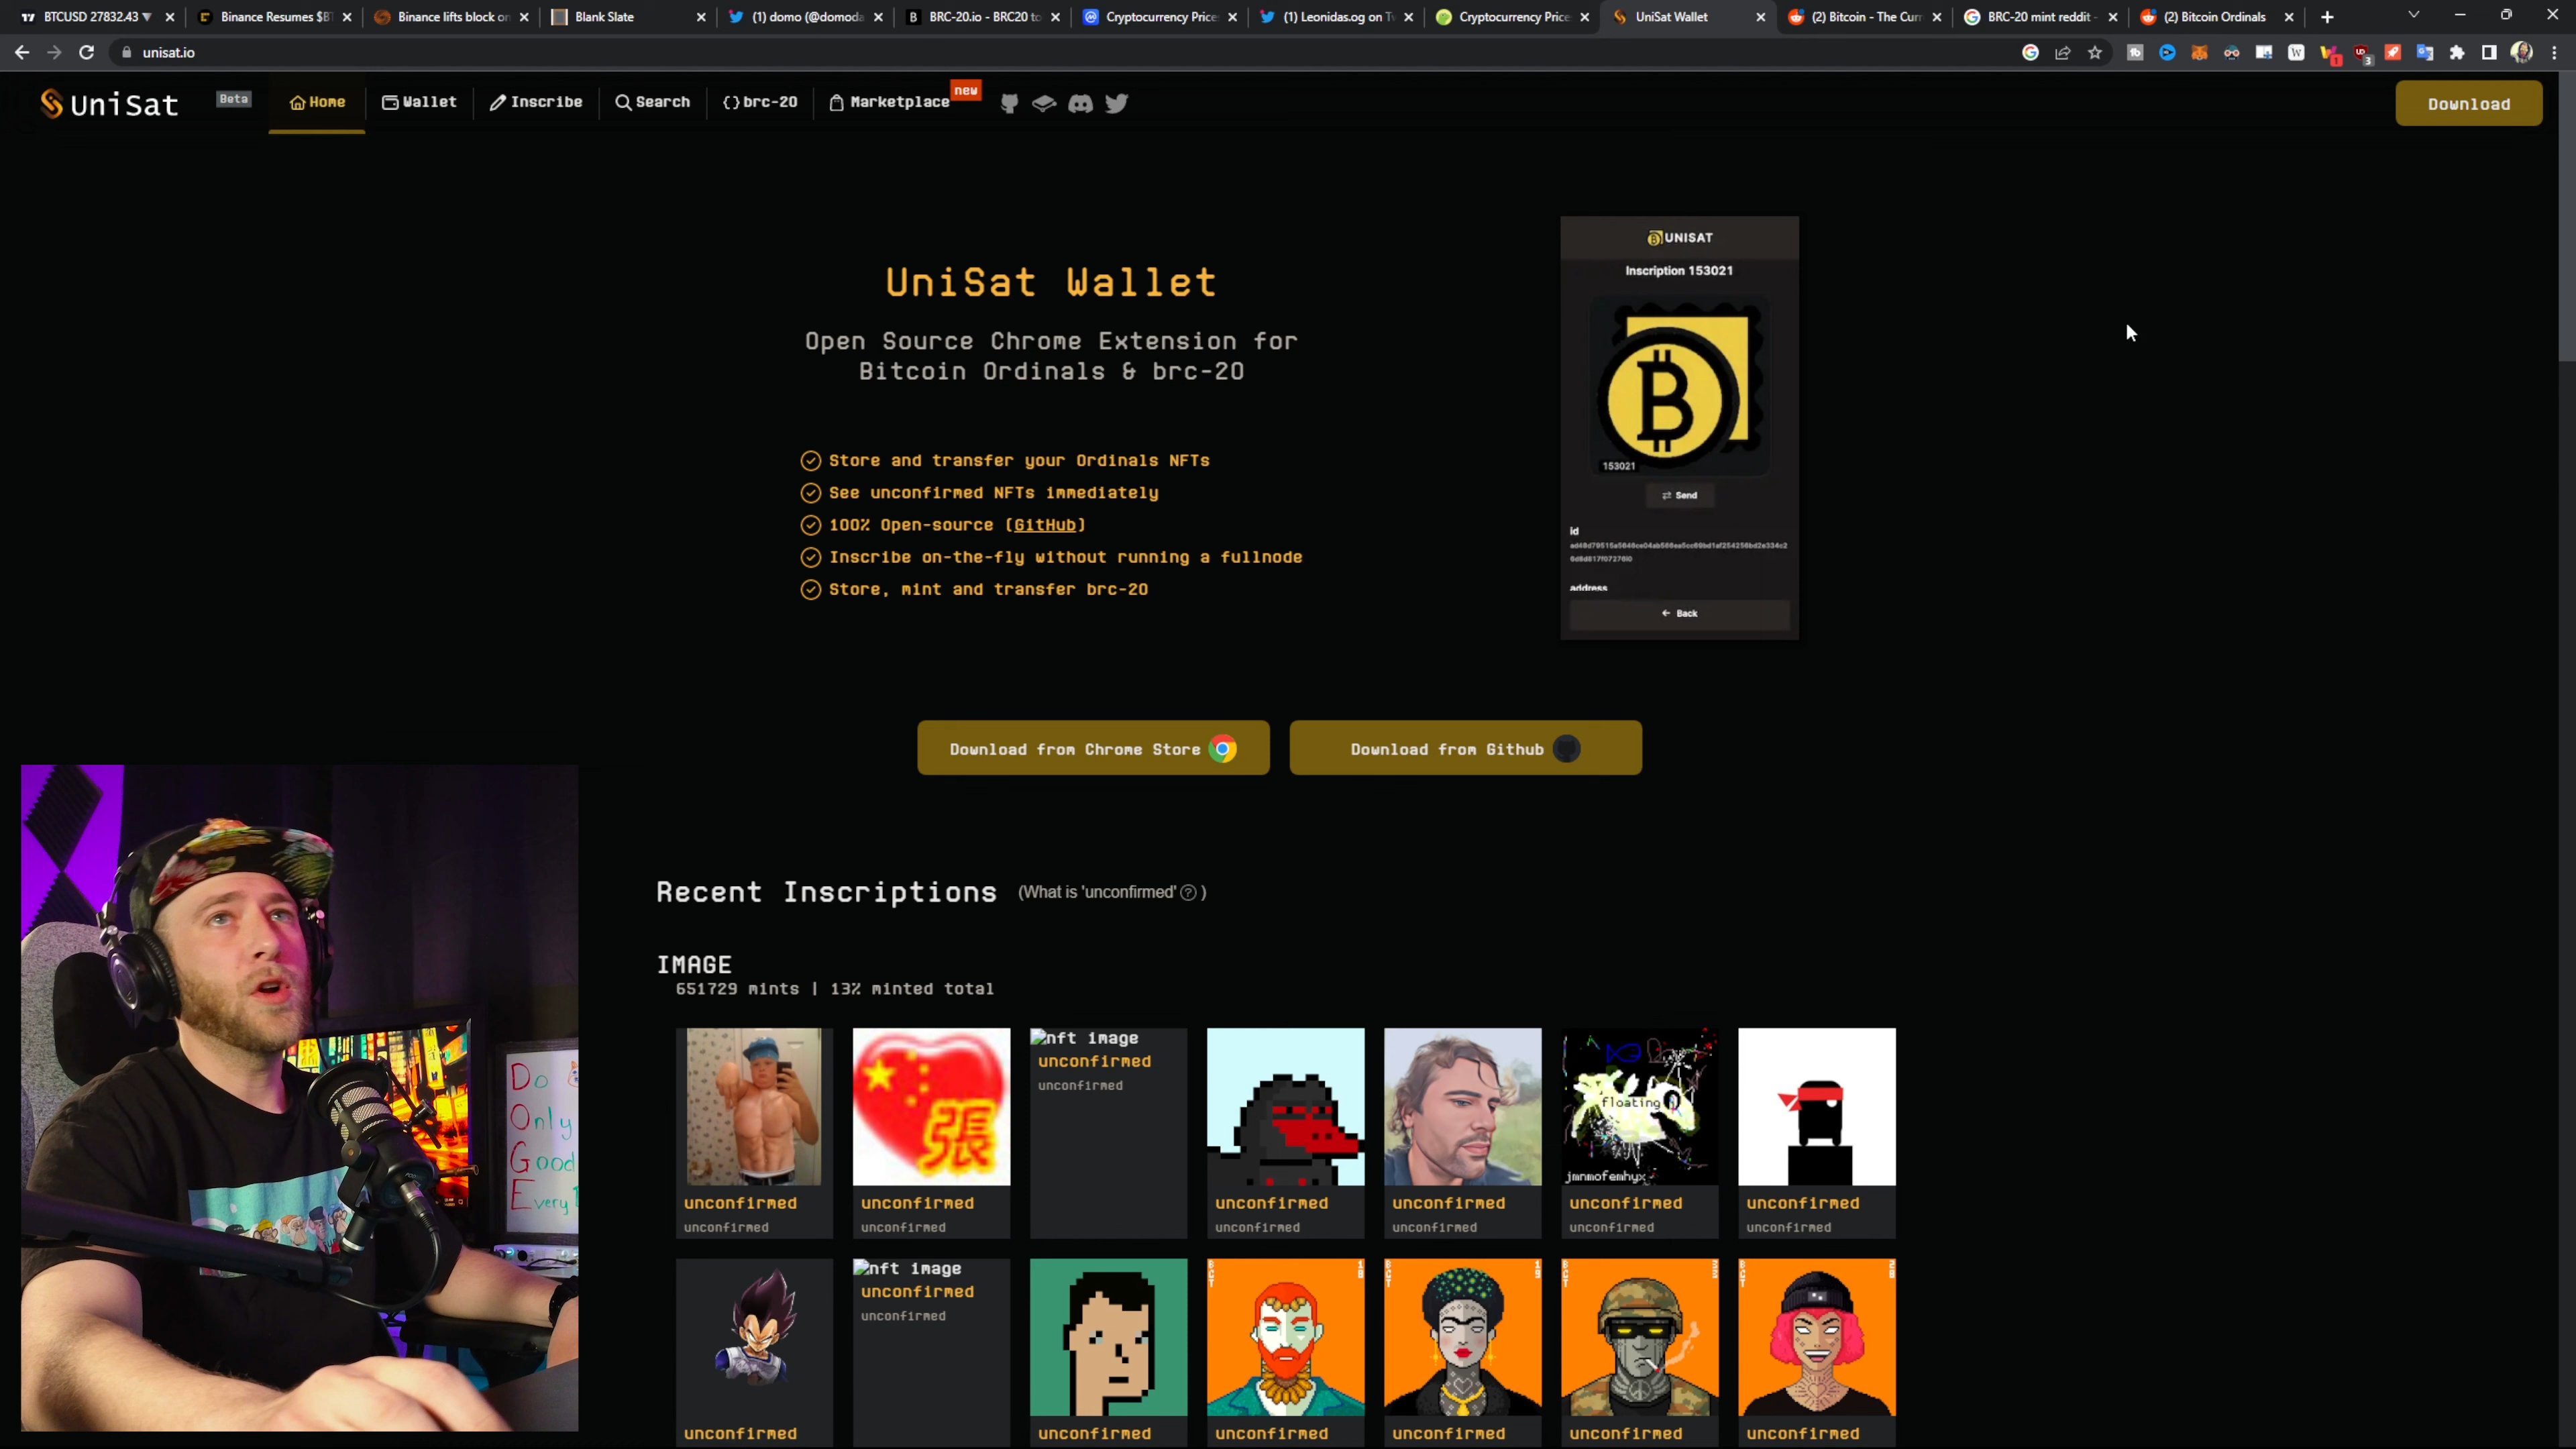 BTCUSD 27832.43 ▼
Binance Resumes $B
Binance lifts block on
Blank Slate
(1) domo (@domoda
BRC-20.io - BRC20 to
Cryptocurrency Price
(1) Leonidas.og on Tw
Cryptocurrency Price
UniSat Wallet
(2) Bitcoin - The Curr
BRC-20 mint reddit -
(2) Bitcoin Ordinals
unisat.io
UniSat
Beta
Home
Wallet
Inscribe
Search
brc-20
Marketplace
new
Download
UniSat Wallet
Open Source Chrome Extension for
Bitcoin Ordinals & brc-20
Store and transfer your Ordinals NFTs
See unconfirmed NFTs immediately
100% Open-source [GitHub]
Inscribe on-the-fly without running a fullnode
Store, mint and transfer brc-20
UNISAT
Inscription 153021
153021
Send
id
address
Back
Download from Chrome Store
Download from Github
Recent Inscriptions
(What is 'unconfirmed' ? )
IMAGE
651729 mints | 13% minted total
nft image
unconfirmed
unconfirmed
張
floating
jmnmofemhyx
unconfirmed unconfirmed unconfirmed unconfirmed unconfirmed unconfirmed
unconfirmed unconfirmed unconfirmed unconfirmed unconfirmed unconfirmed
nft image
unconfirmed
unconfirmed
unconfirmed unconfirmed unconfirmed unconfirmed unconfirmed unconfirmed
Do
Only
Good
Every